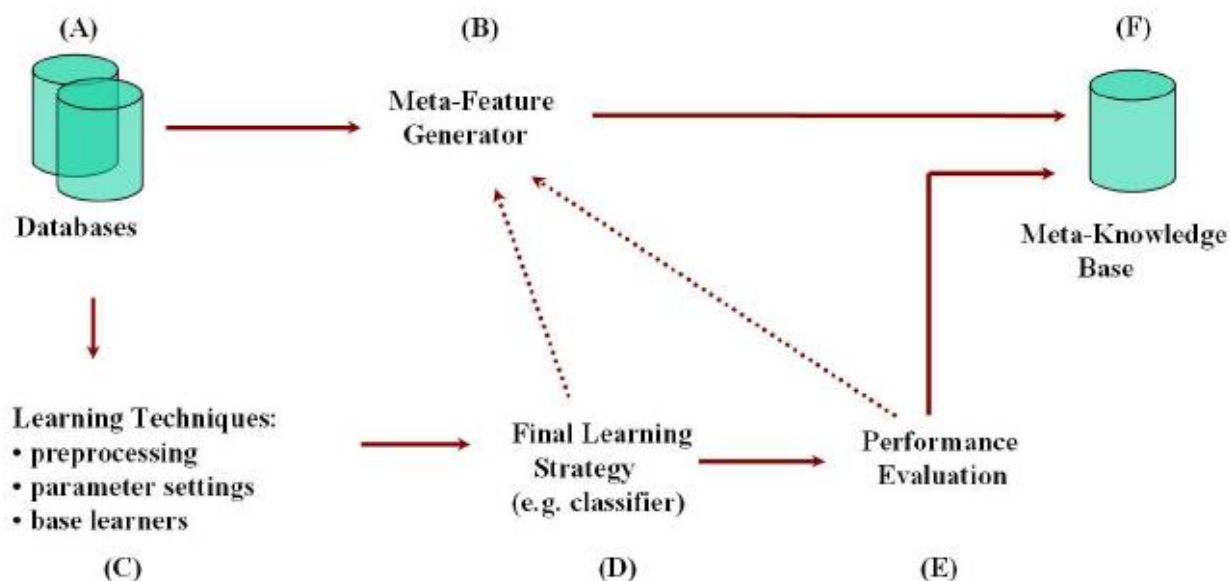 (A)
(B)
(F)
Meta-Feature
Generator
Databases
Meta-Knowledge
Base
Learning Techniques:
• preprocessing
• parameter settings
• base learners
Final Learning
Strategy
(e.g. classifier)
Performance
Evaluation
(C)
(D)
(E)